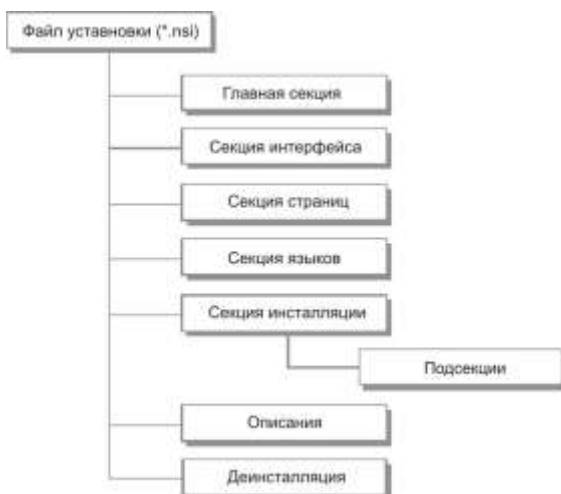 Файл уставновки (*.nsi)
Главная секция
Секция интерфейса
Секция страниц
Секция языков
Секция инсталляции
Подсекции
Описания
Деинсталляция